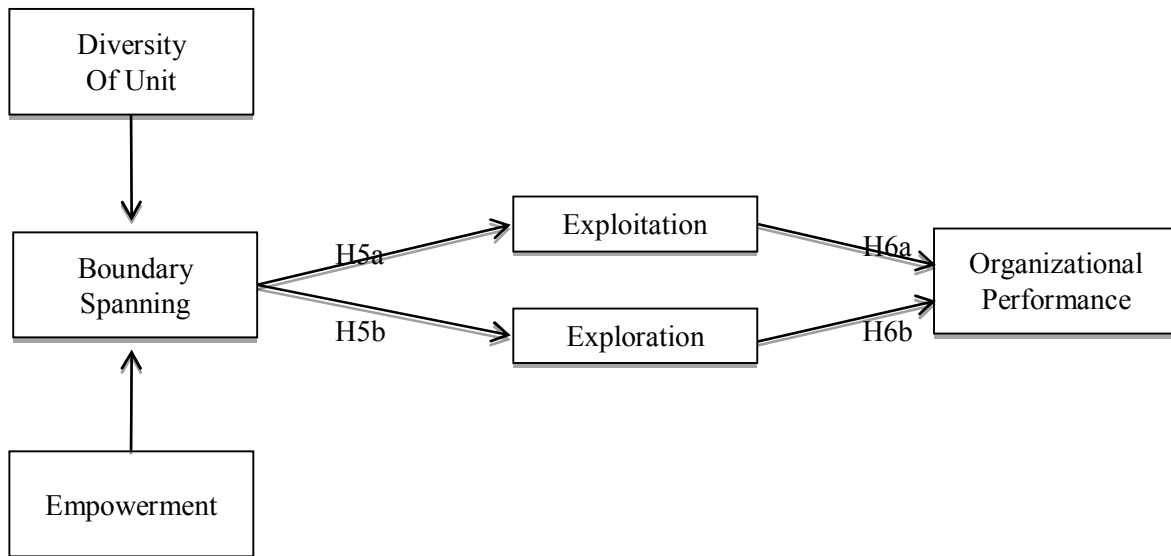 Diversity
Of Unit
Boundary
Spanning
Empowerment
H5a
H5b
Exploitation
Exploration
H6a
H6b
Organizational
Performance